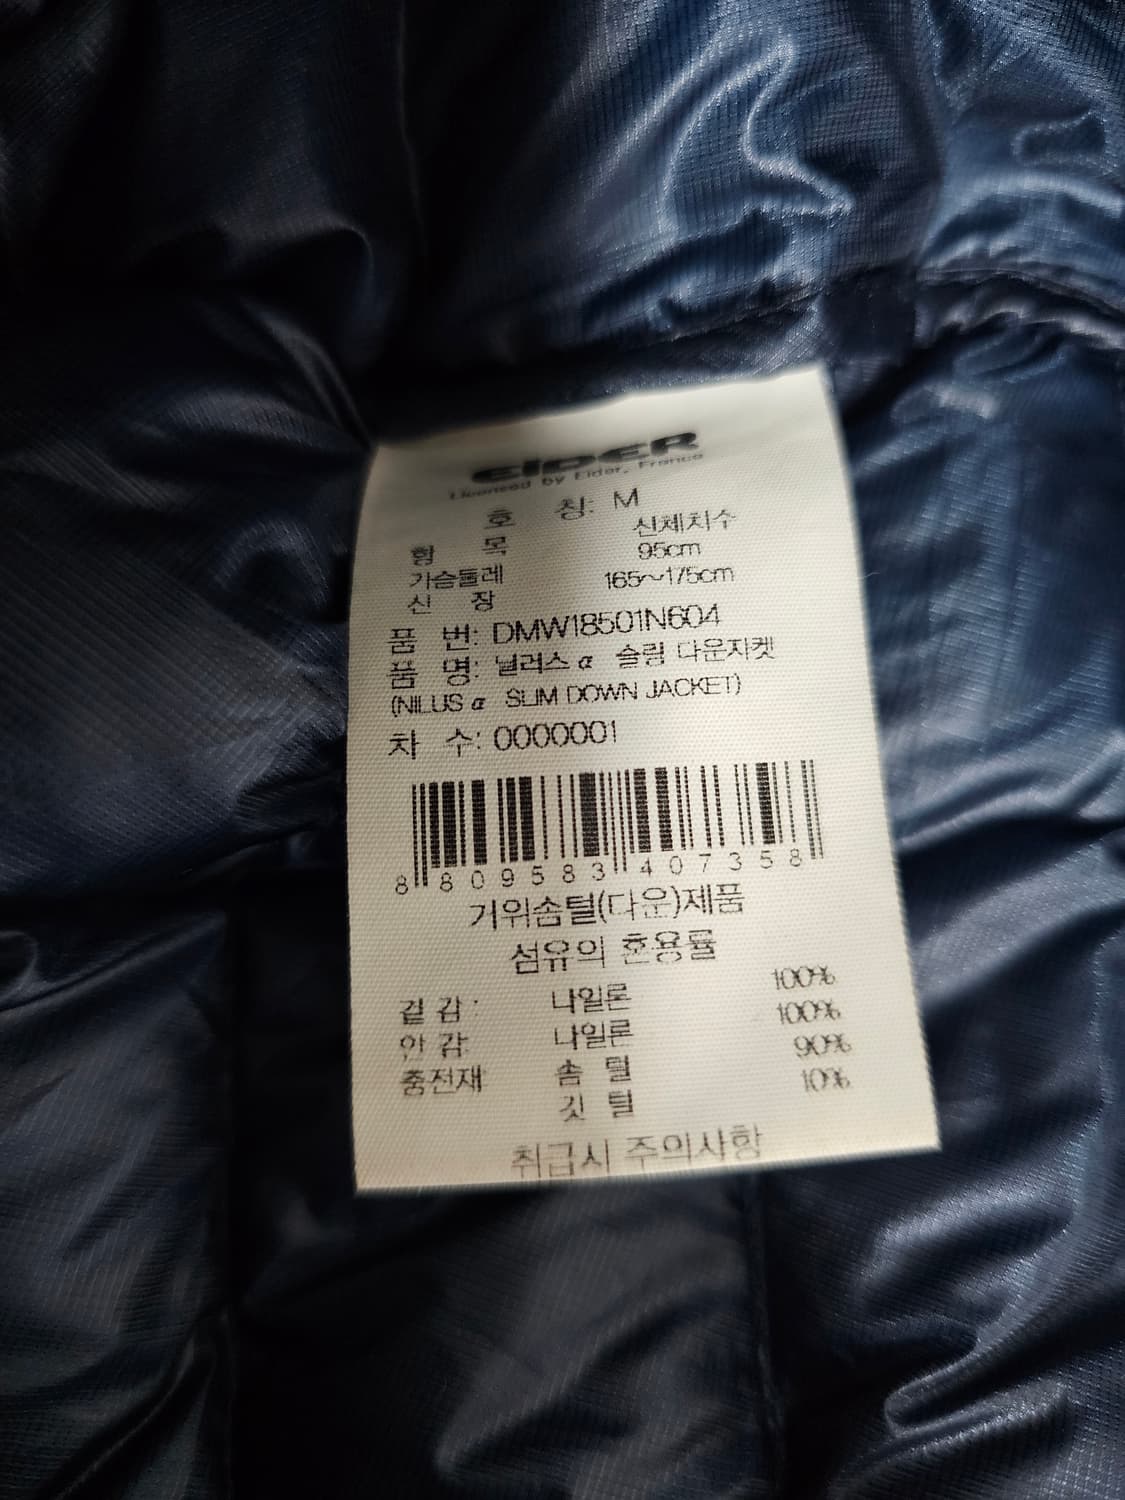 EIDER
Licensed by Eider, France
호 칭: M
항 목 신체치수
가슴둘레 95cm
신 장 165~175cm
품 번: DMW18501N604
품 명: 닐러스 α 슬림 다운자켓
(NILUS α SLIM DOWN JACKET)
차 수: 0000001
8 809583 407358
거위솜털(다운)제품
섬유의 혼용률
겉감: 나일론 100%
안감: 나일론 100%
충전재 솜털 90%
깃털 10%
취급시 주의사항